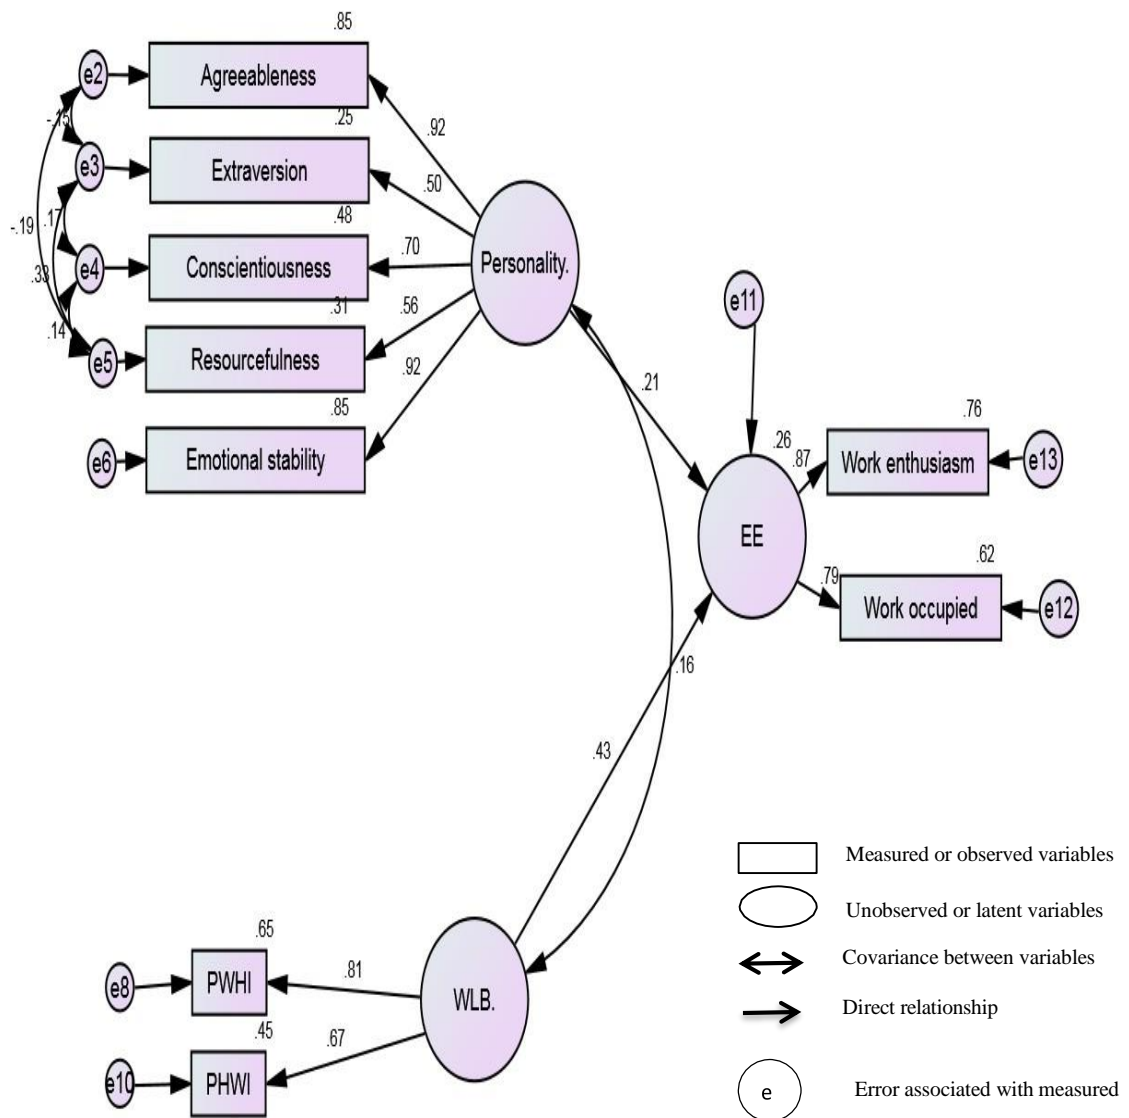 .85
e2
Agreeableness
-.15
.25
.92
e3
Extraversion
.50
.48
-.19
.17
.70
e4
Conscientiousness
Personality.
.33
.31
.56
e11
.14
e5
Resourcefulness
.92
.21
.85
.76
e6
Emotional stability
.26
.87
Work enthusiasm
e13
EE
.62
.79
Work occupied
e12
.16
.43
Measured or observed variables
Unobserved or latent variables
.65
Covariance between variables
e8
PWHI
.81
WLB.
Direct relationship
.45
.67
e10
PHWI
e
Error associated with measured